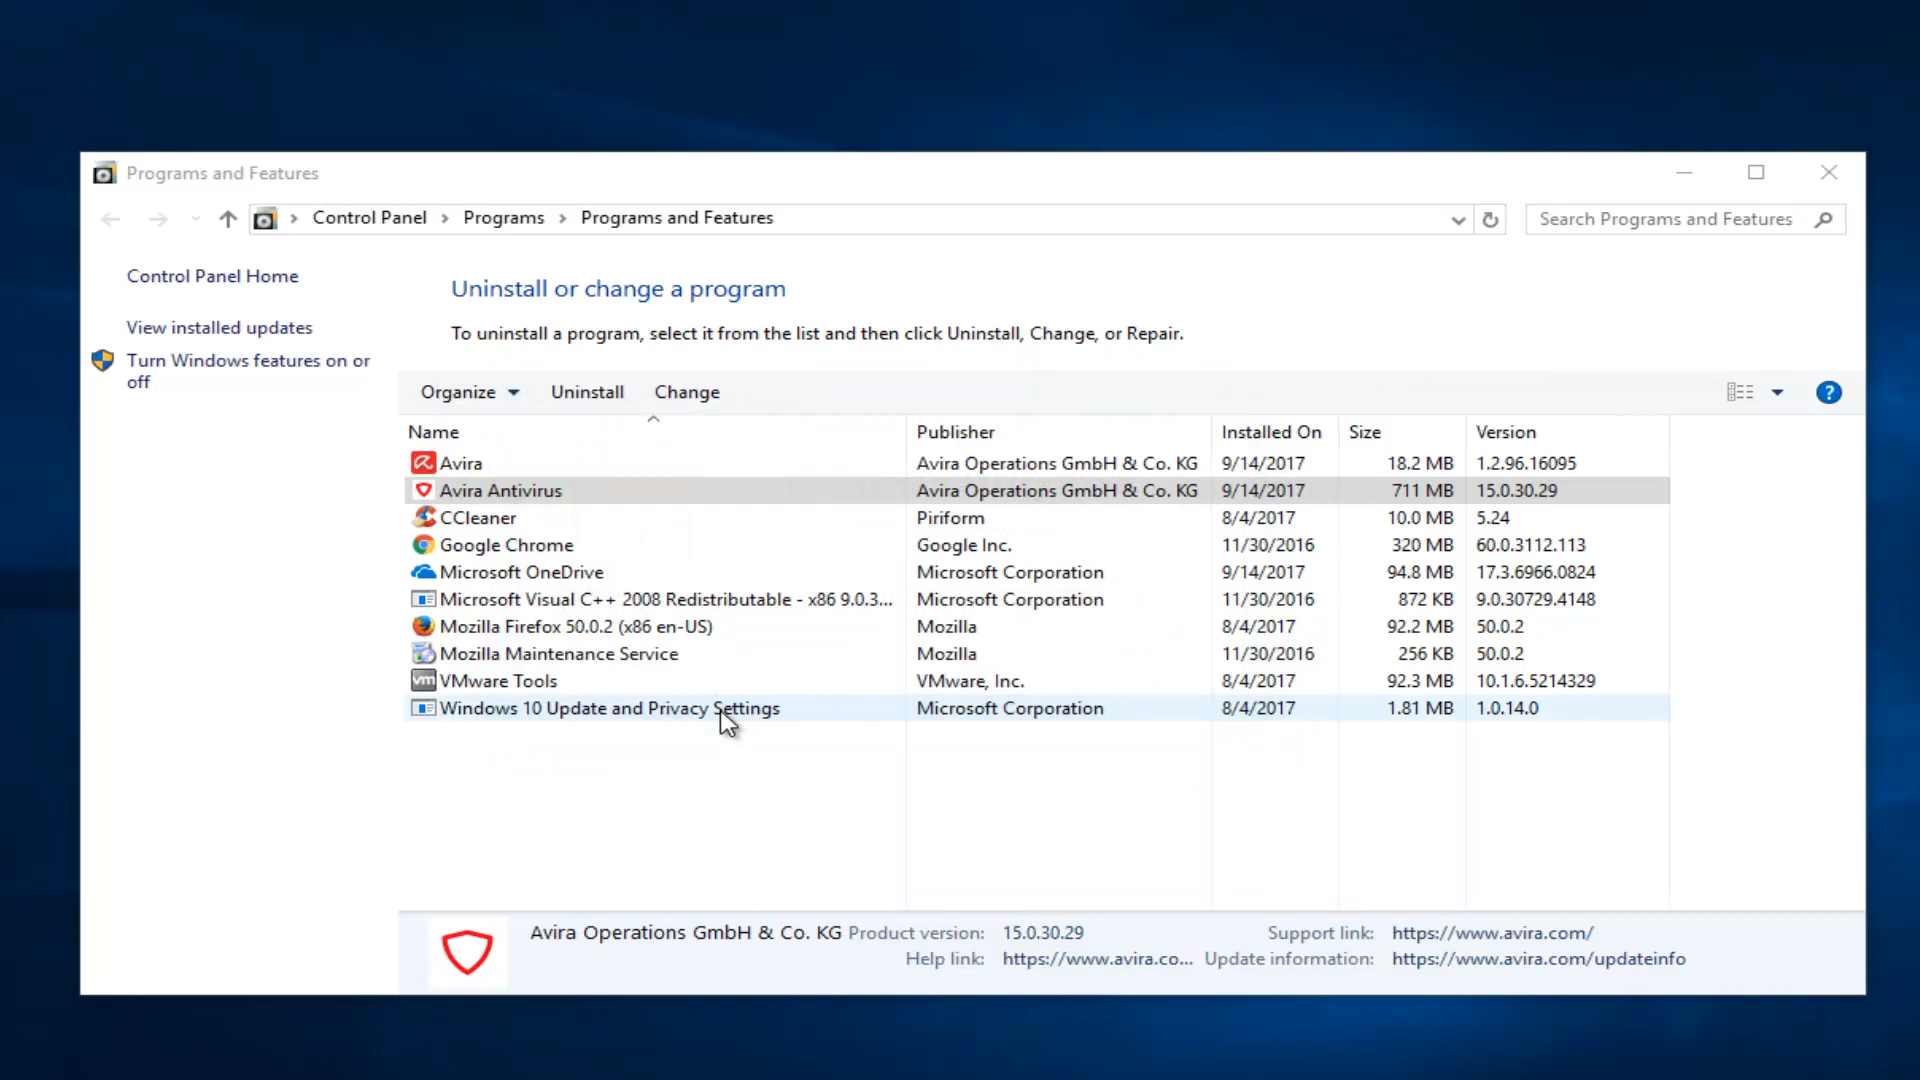 Programs and Features
Control Panel > Programs > Programs and Features
Search Programs and Features
Control Panel Home
View installed updates
Turn Windows features on or
off
Uninstall or change a program
To uninstall a program, select it from the list and then click Uninstall, Change, or Repair.
Organize Uninstall Change
?
Name Publisher Installed On Size Version
Avira Avira Operations GmbH & Co. KG 9/14/2017 18.2 MB 1.2.96.16095
Avira Antivirus Avira Operations GmbH & Co. KG 9/14/2017 711 MB 15.0.30.29
CCleaner Piriform 8/4/2017 10.0 MB 5.24
Google Chrome Google Inc. 11/30/2016 320 MB 60.0.3112.113
Microsoft OneDrive Microsoft Corporation 9/14/2017 94.8 MB 17.3.6966.0824
Microsoft Visual C++ 2008 Redistributable - x86 9.0.3... Microsoft Corporation 11/30/2016 872 KB 9.0.30729.4148
Mozilla Firefox 50.0.2 (x86 en-US) Mozilla 8/4/2017 92.2 MB 50.0.2
Mozilla Maintenance Service Mozilla 11/30/2016 256 KB 50.0.2
vm VMware Tools VMware, Inc. 8/4/2017 92.3 MB 10.1.6.5214329
Windows 10 Update and Privacy Settings Microsoft Corporation 8/4/2017 1.81 MB 1.0.14.0
Avira Operations GmbH & Co. KG Product version: 15.0.30.29 Support link: https://www.avira.com/
Help link: https://www.avira.co... Update information: https://www.avira.com/updateinfo